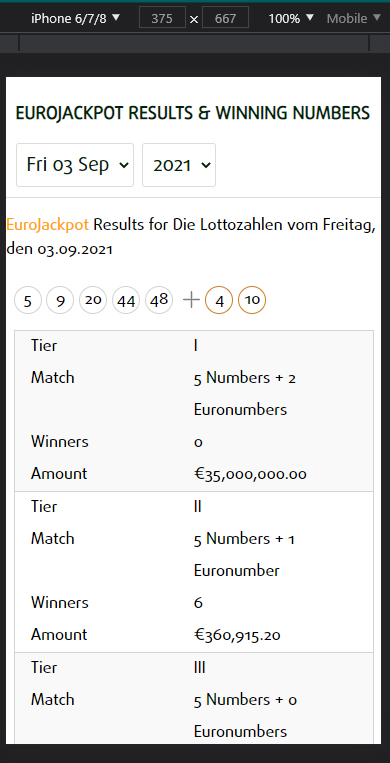 iPhone 6/7/8 ▼ 375 x 667 100% ▼ Mobile ▼
EUROJACKPOT RESULTS & WINNING NUMBERS
Fri 03 Sep 2021
EuroJackpot Results for Die Lottozahlen vom Freitag,
den 03.09.2021
5 9 20 44 48 + 4 10
Tier I
Match 5 Numbers + 2
Euronumbers
Winners 0
Amount €35,000,000.00
Tier II
Match 5 Numbers + 1
Euronumber
Winners 6
Amount €360,915.20
Tier III
Match 5 Numbers + 0
Euronumbers